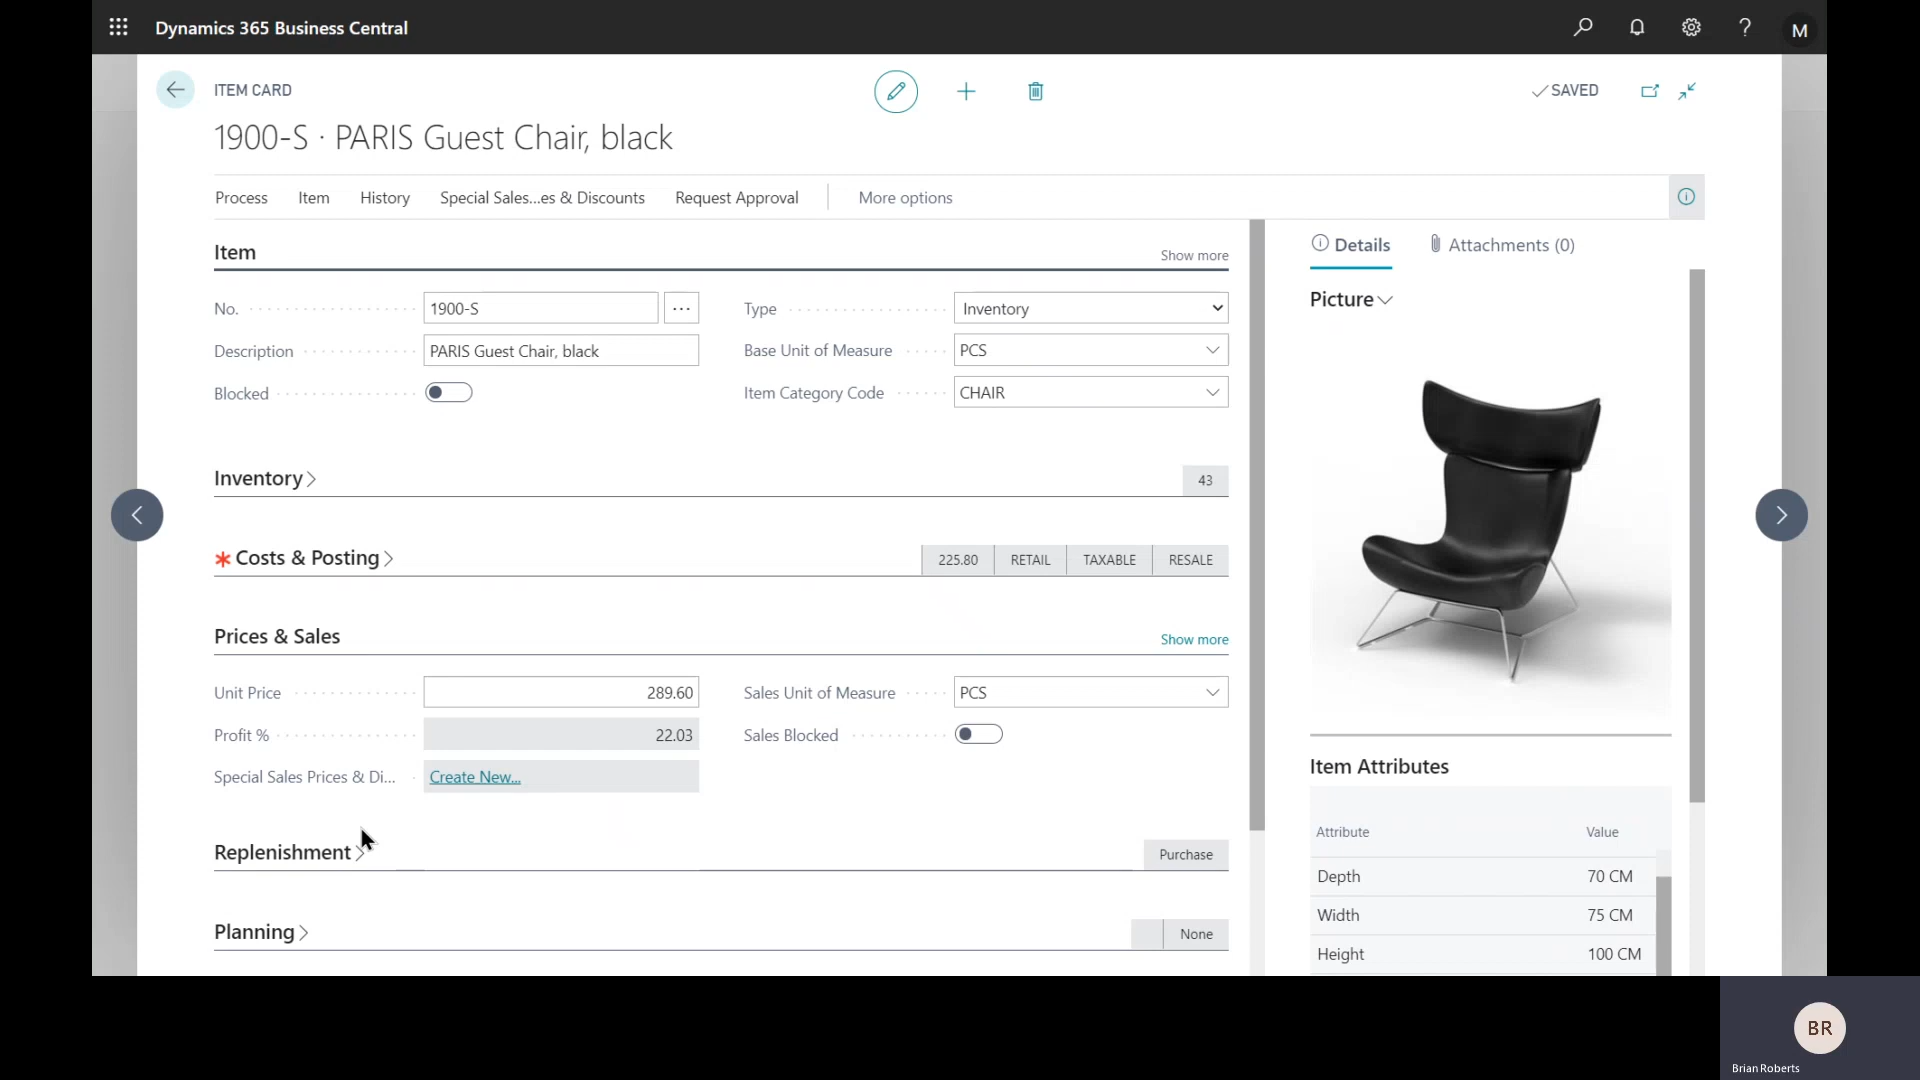 Dynamics 365 Business Central
M
ITEM CARD
SAVED
1900-S · PARIS Guest Chair, black
Process Item History Special Sales...es & Discounts Request Approval More options
Item Show more
No. 1900-S ...
Type Inventory
Description PARIS Guest Chair, black
Base Unit of Measure PCS
Blocked
Item Category Code CHAIR
Inventory 43
* Costs & Posting 225.80 RETAIL TAXABLE RESALE
Prices & Sales Show more
Unit Price 289.60
Sales Unit of Measure PCS
Profit % 22.03
Sales Blocked
Special Sales Prices & Di... Create New...
Replenishment Purchase
Planning None
Details Attachments (0)
Picture
Item Attributes
Attribute Value
Depth 70 CM
Width 75 CM
Height 100 CM
BR
Brian Roberts